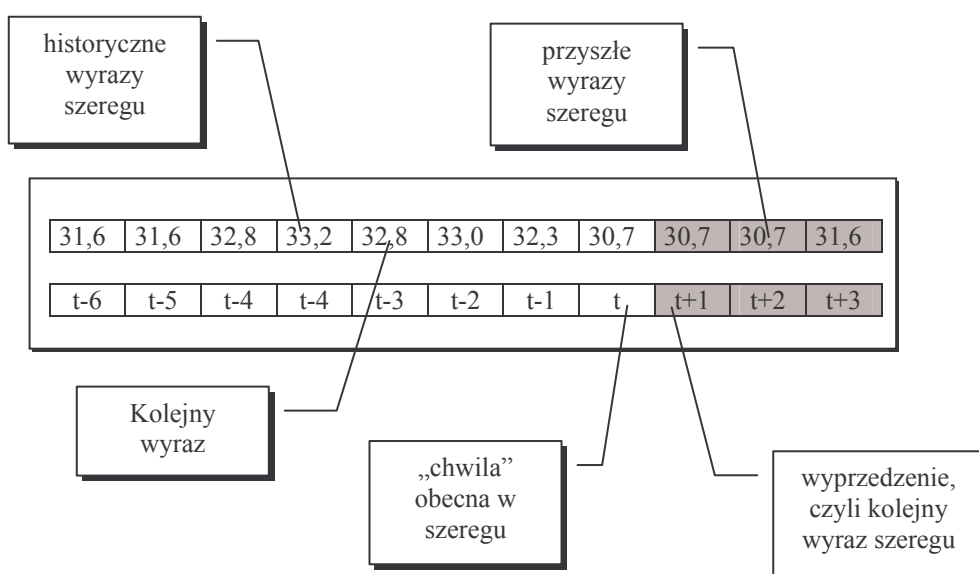 historyczne
wyrazy
szeregu
przyszłe
wyrazy
szeregu
31,6 31,6 32,8 33,2 32,8 33,0 32,3 30,7 30,7 30,7 31,6
t-6 t-5 t-4 t-4 t-3 t-2 t-1 t t+1 t+2 t+3
Kolejny
wyraz
„chwila”
obecna w
szeregu
wyprzedzenie,
czyli kolejny
wyraz szeregu